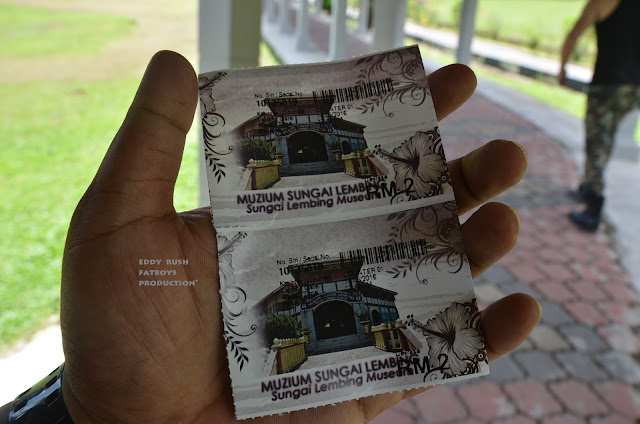 No. Siri / Serial No.
MUZIUM SUNGAI LEMBING
Sungai Lembing Museum
RM 2
EDDY RUSH
FATBOYS
PRODUCTION"
No. Siri / Serial No.
MUZIUM SUNGAI LEMBING
Sungai Lembing Museum
RM 2